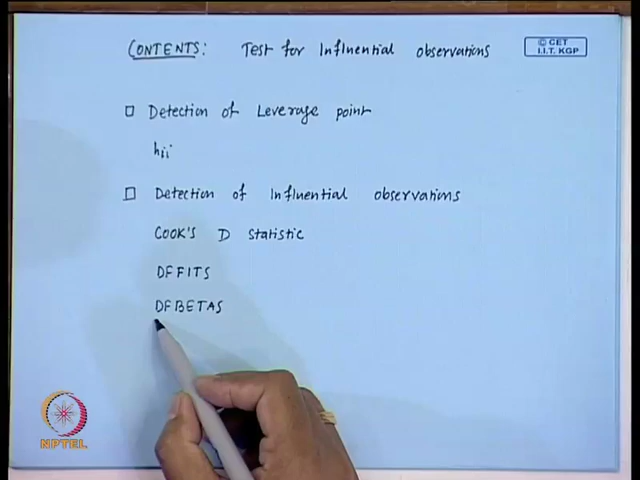 CONTENTS: Test for Influential observations
© CET
I.I.T. KGP
Detection of Leverage point
hii
Detection of Influential observations
COOK'S D statistic
DFFITS
DFBETAS
NPTEL